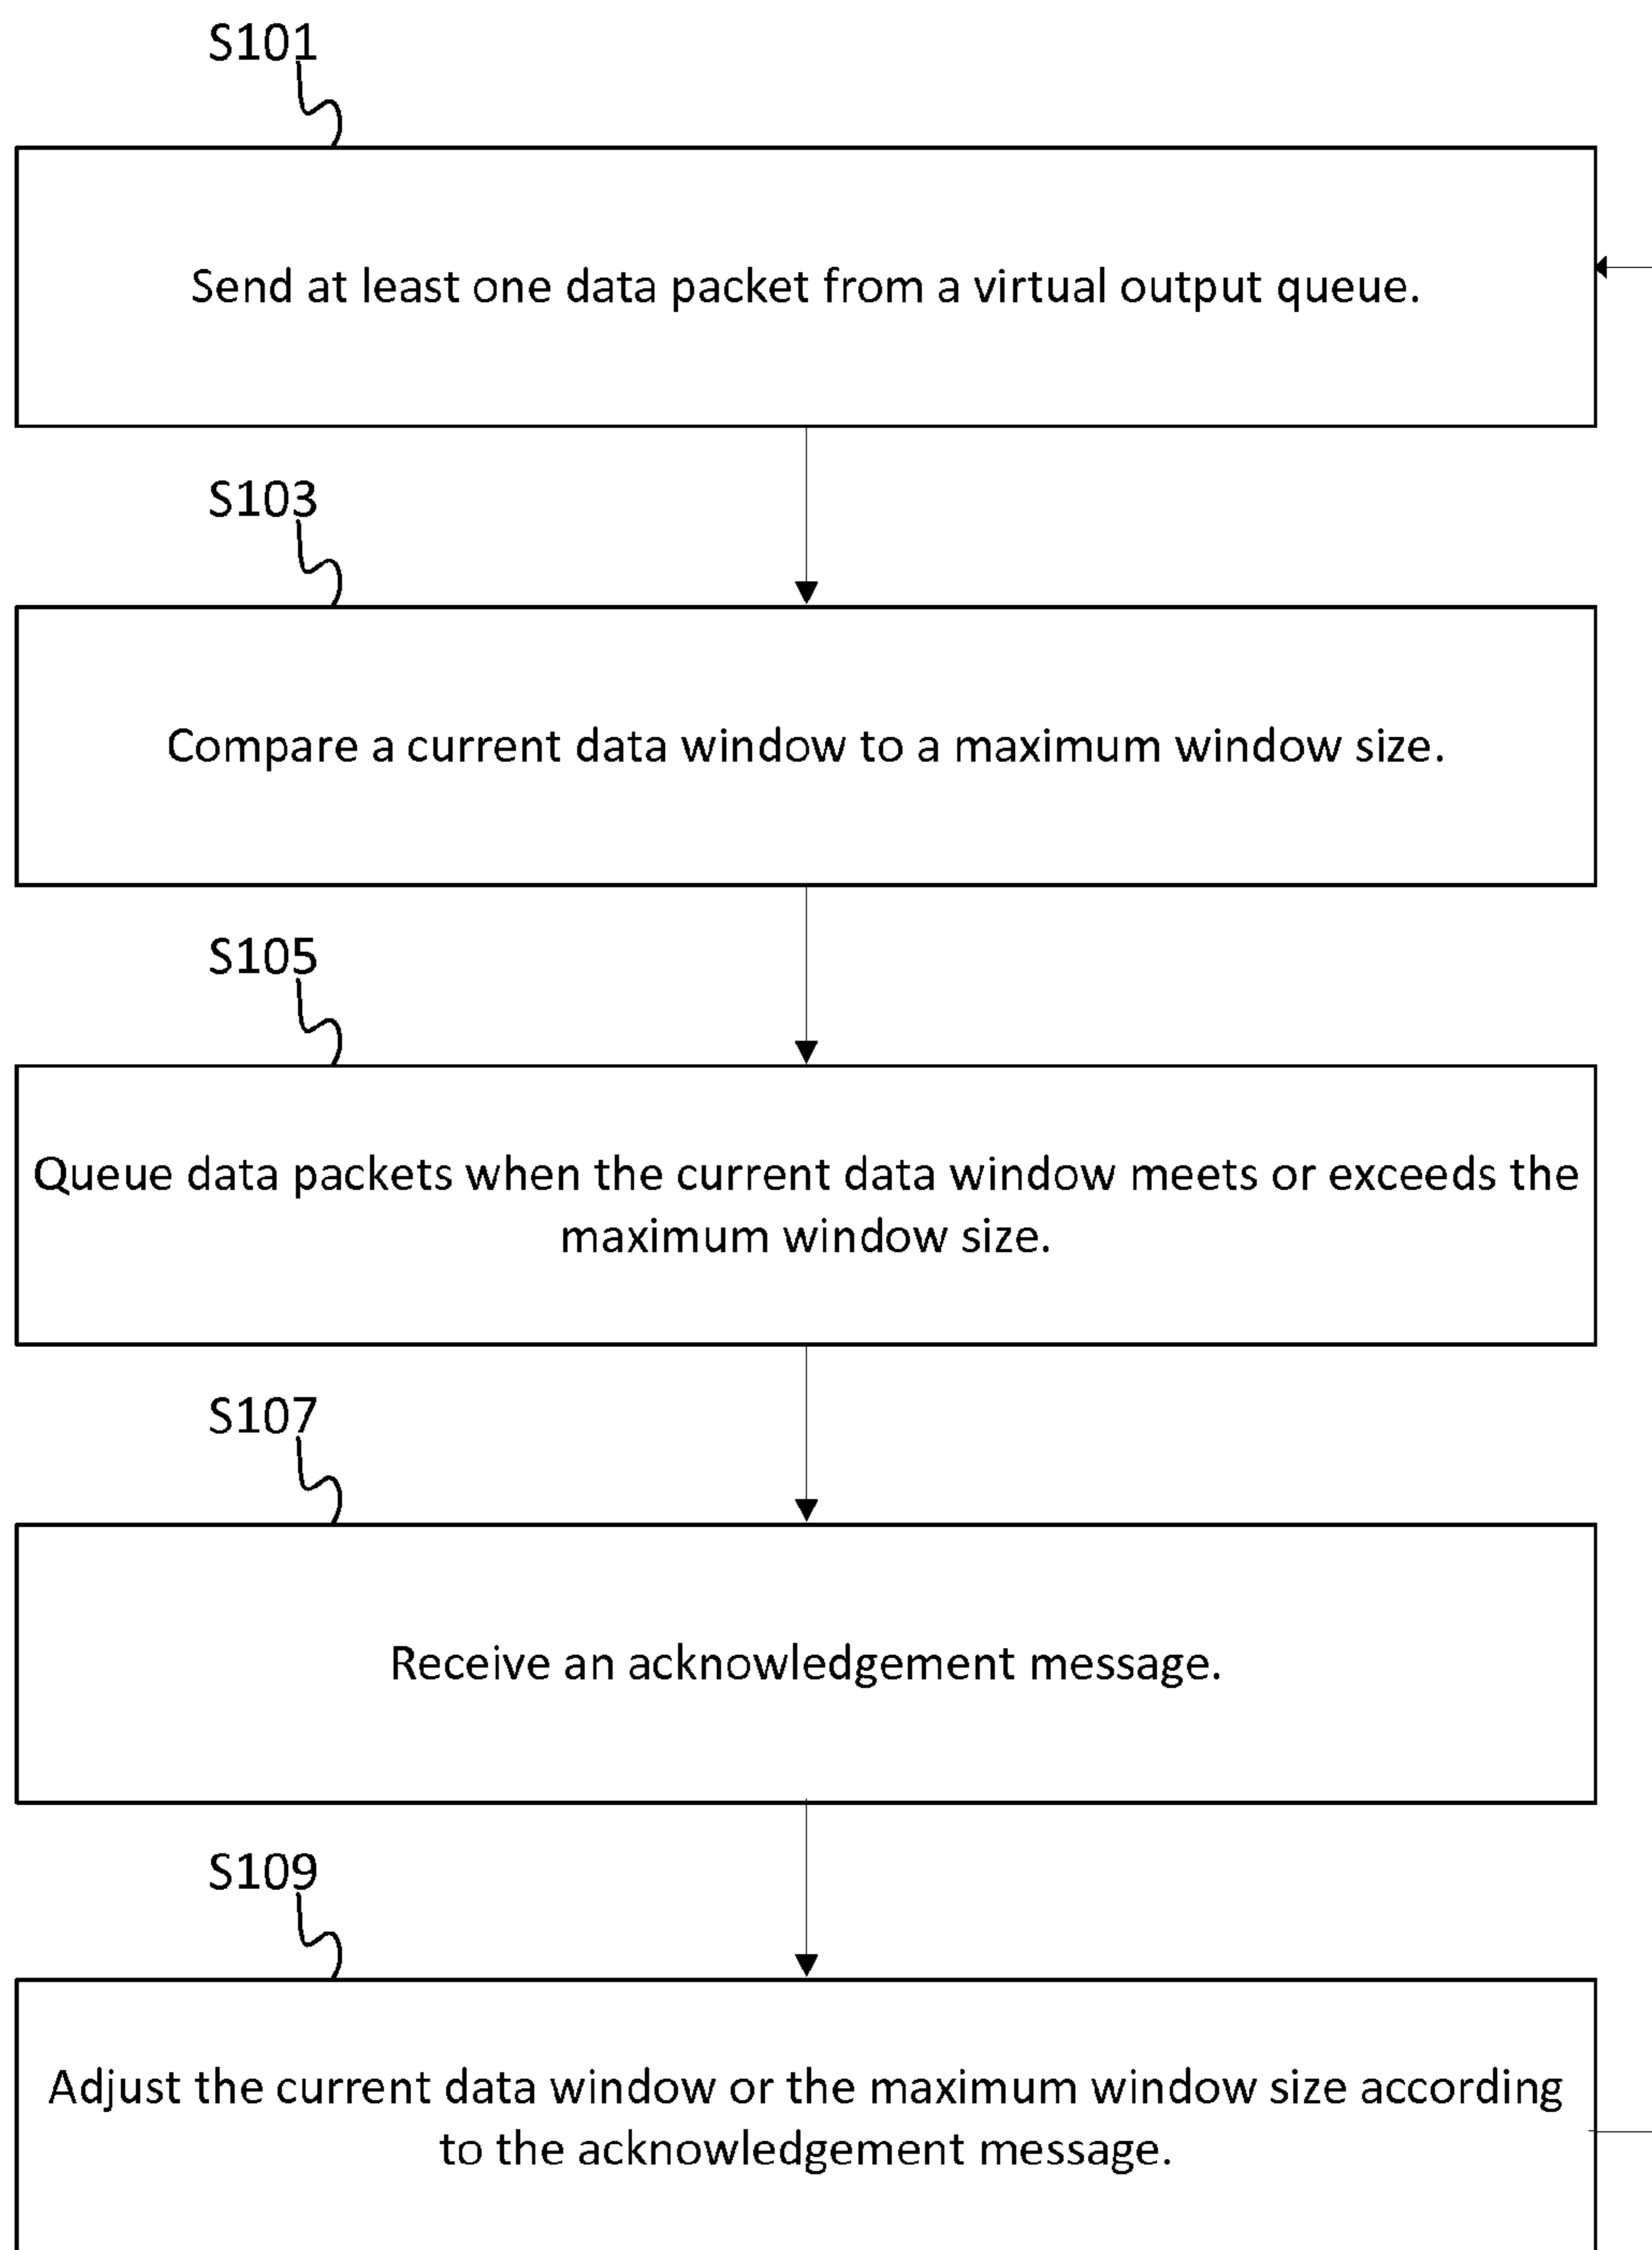 S101
Send at least one data packet from a virtual output queue.
S103
Compare a current data window to a maximum window size.
S105
Queue data packets when the current data window meets or exceeds the
maximum window size.
S107
Receive an acknowledgement message.
S109
Adjust the current data window or the maximum window size according
to the acknowledgement message.